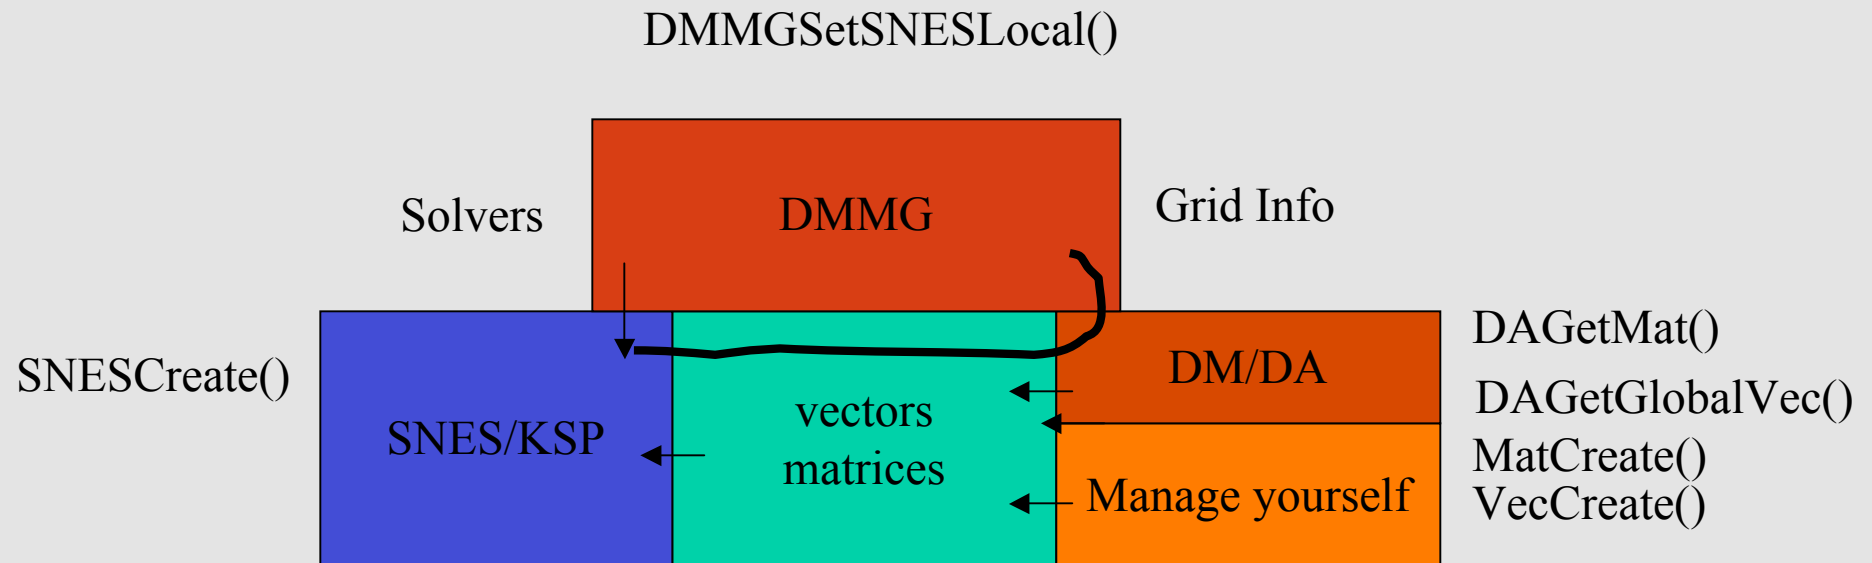 DMMGSetSNESLocal()
Solvers
DMMG
Grid Info
SNESCreate()
SNES/KSP
vectors
matrices
DM/DA
Manage yourself
DAGetMat()
DAGetGlobalVec()
MatCreate()
VecCreate()